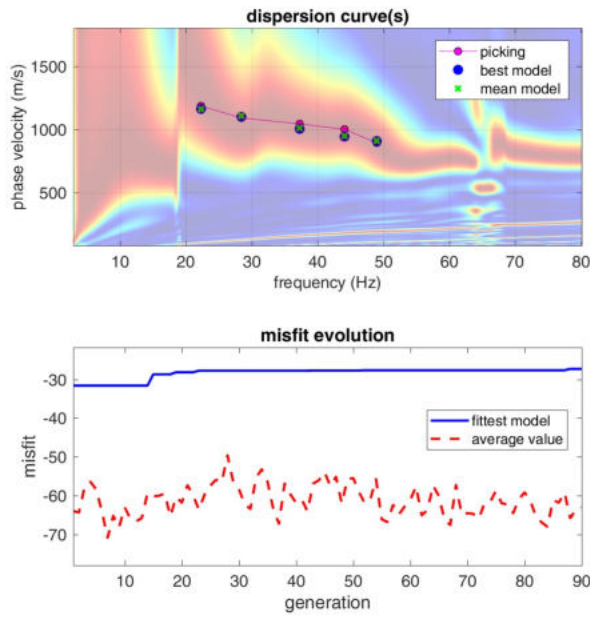 dispersion curve(s)
phase velocity (m/s)
1500
1000
500
picking
best model
mean model
10 20 30 40 50 60 70 80
frequency (Hz)
misfit evolution
misfit
-30
-40
-50
-60
-70
fittest model
average value
10 20 30 40 50 60 70 80 90
generation